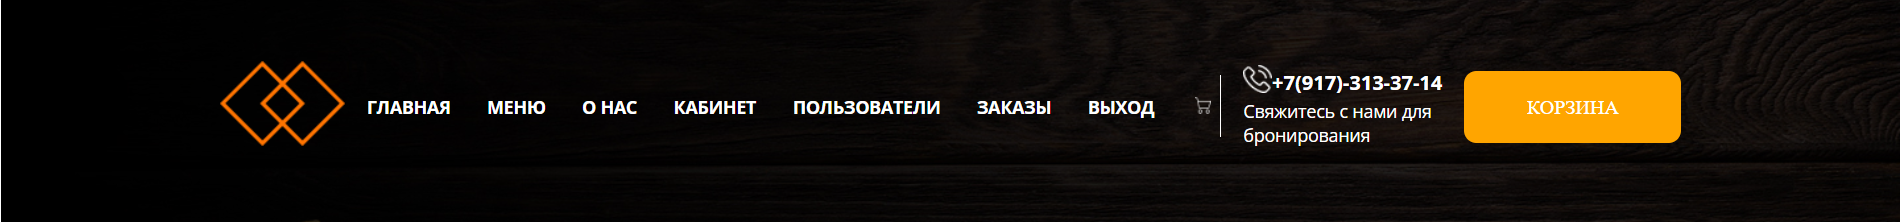 ГЛАВНАЯ МЕНЮ О НАС КАБИНЕТ ПОЛЬЗОВАТЕЛИ ЗАКАЗЫ ВЫХОД
+7(917)-313-37-14
Свяжитесь с нами для
бронирования
КОРЗИНА